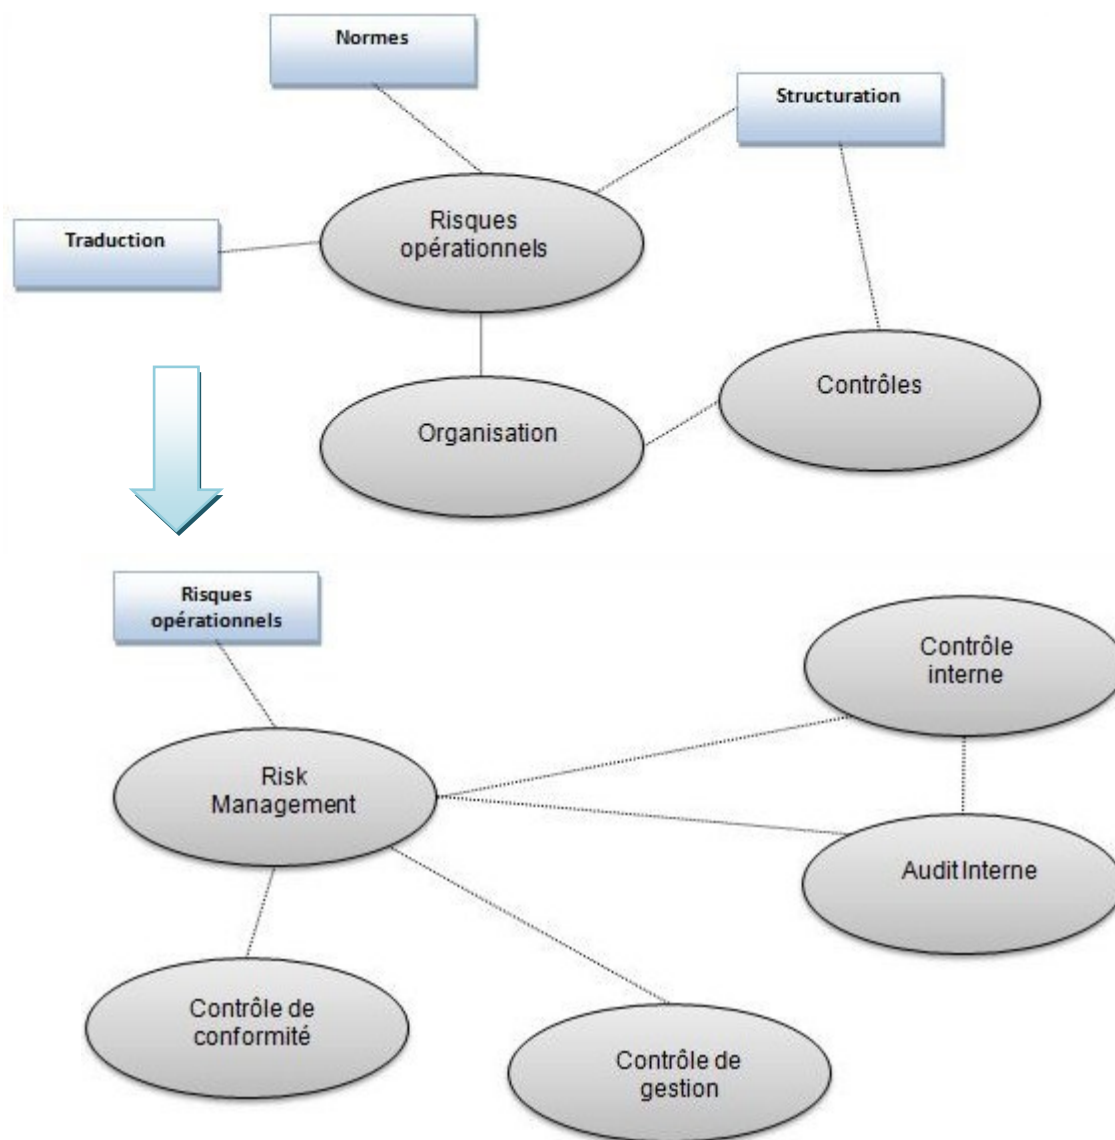 Normes
Structuration
Risques
opérationnels
Traduction
Contrôles
Organisation
Risques
opérationnels
Contrôle
interne
Risk
Management
Audit Interne
Contrôle de
conformité
Contrôle de
gestion